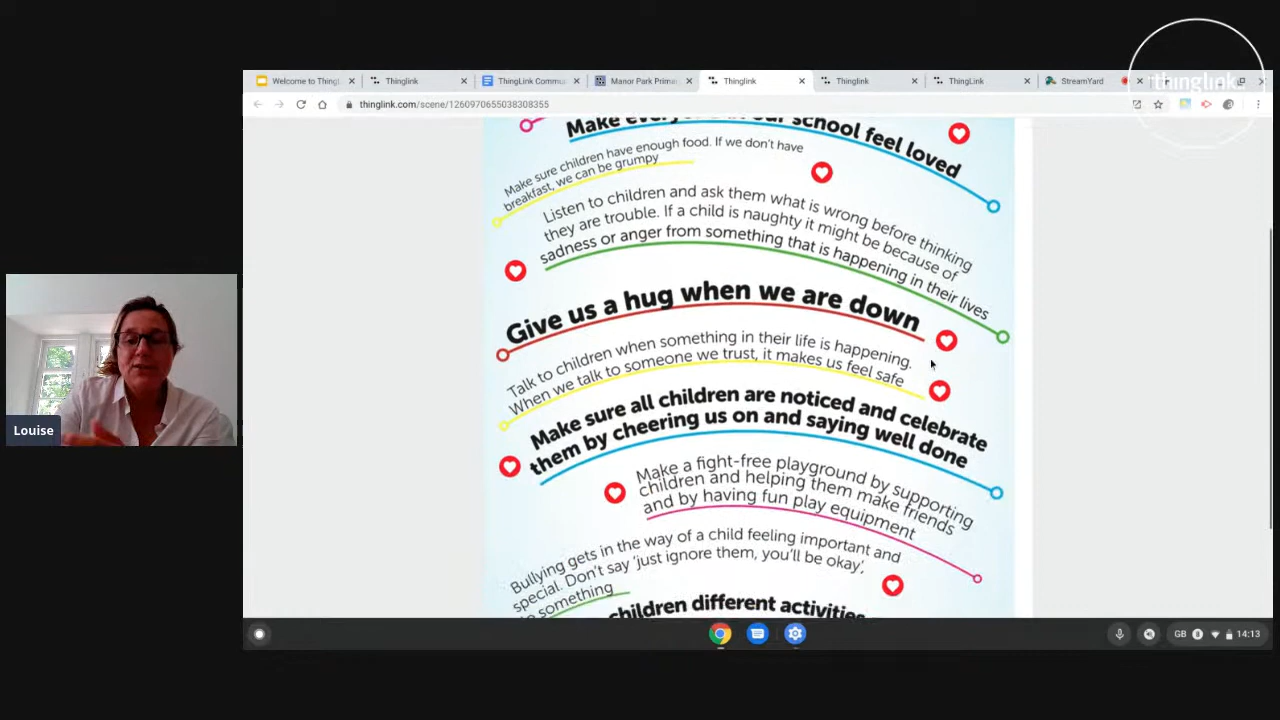 thinglink
Welcome to Thingl
Thinglink
ThingLink Commu
Manor Park Prima
Thinglink
Thinglink
ThingLink
StreamYard
thinglink.com/scene/1260970655038308355
Make our school feel loved
Make sure children have enough food. If we don't have
breakfast, we can be grumpy
Listen to children and ask them what is wrong before thinking
they are trouble. If a child is naughty it might be because of
sadness or anger from something that is happening in their lives
Give us a hug when we are down
Talk to children when something in their life is happening.
When we talk to someone we trust, it makes us feel safe
Make sure all children are noticed and celebrate
them by cheering us on and saying well done
Make a fight-free playground by supporting
children and helping them make friends
and by having fun play equipment
Bullying gets in the way of a child feeling important and
special. Don't say 'just ignore them, you'll be okay',
something
children different activities
Louise
GB
14:13